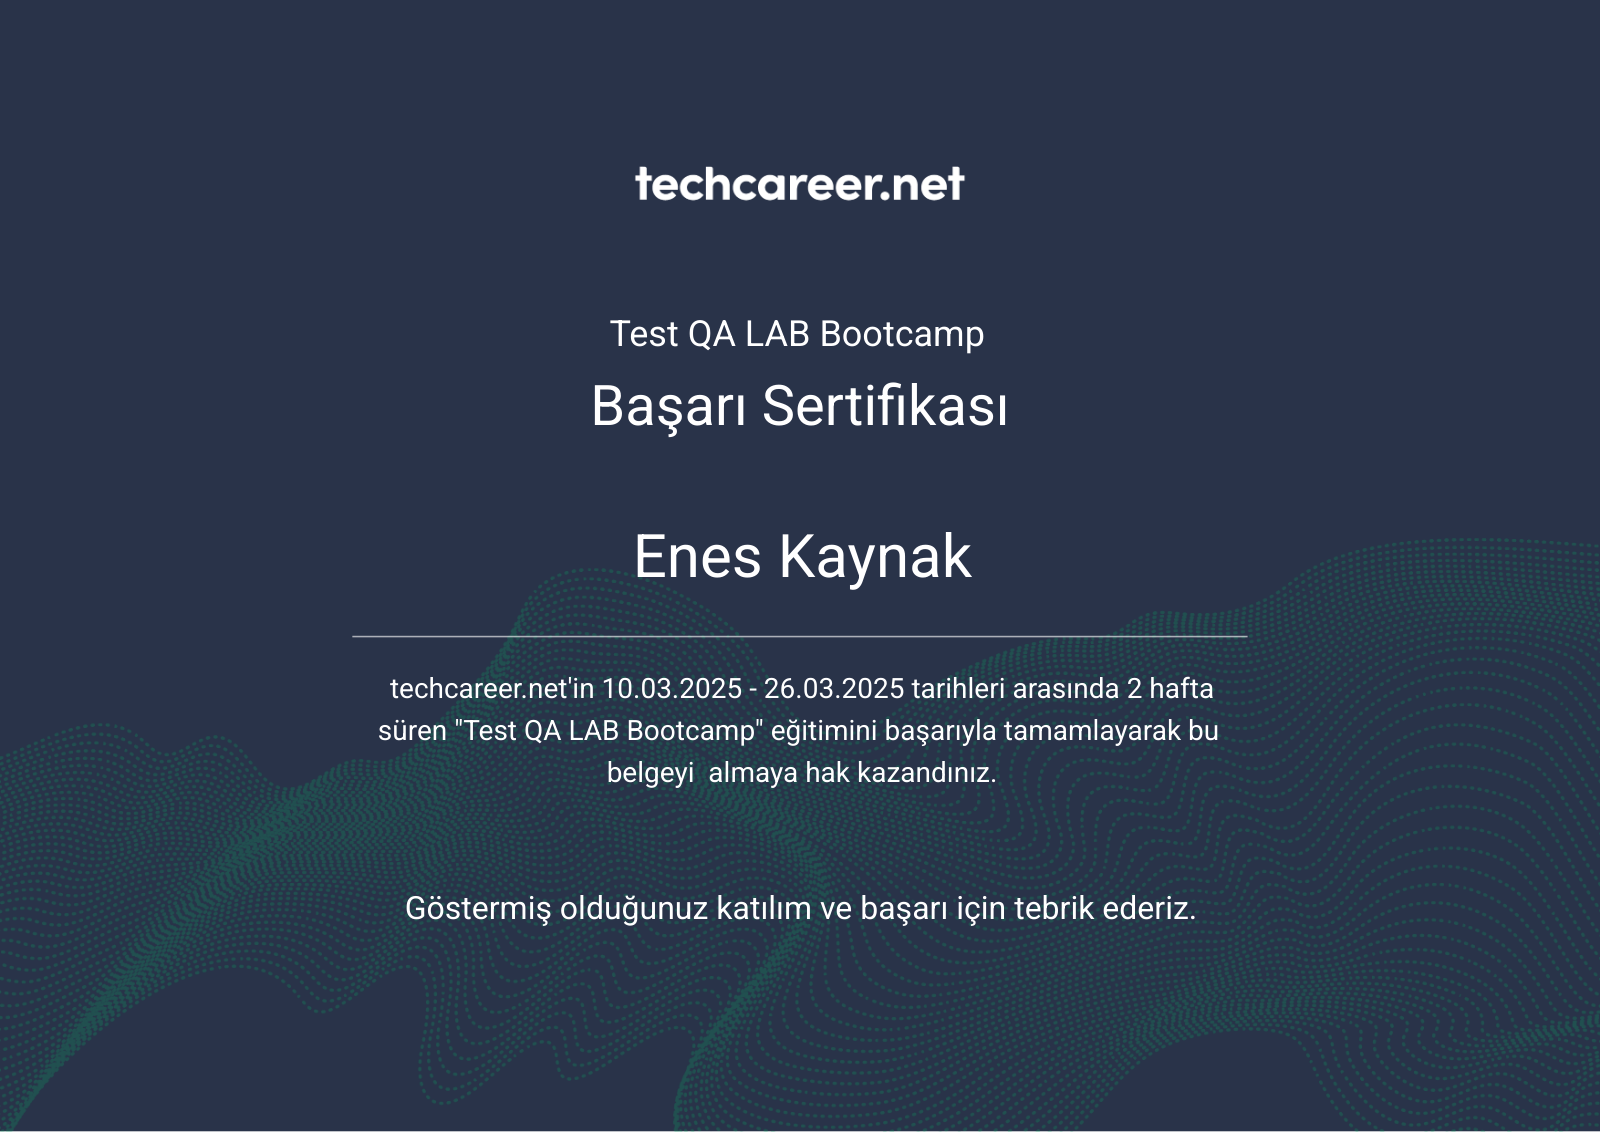 techcareer.net
Test QA LAB Bootcamp
Başarı Sertifikası
Enes Kaynak
techcareer.net'in 10.03.2025 - 26.03.2025 tarihleri arasında 2 hafta
süren "Test QA LAB Bootcamp" eğitimini başarıyla tamamlayarak bu
belgeyi  almaya hak kazandınız.
Göstermiş olduğunuz katılım ve başarı için tebrik ederiz.